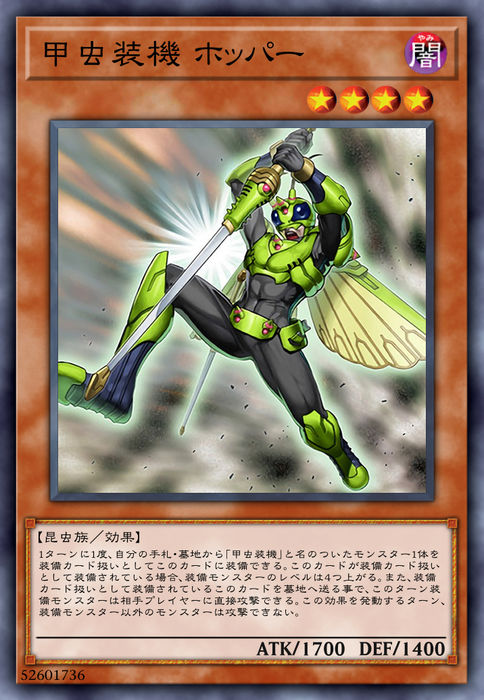 甲虫装機 ホッパー
やみ
闇
【昆虫族/効果】
1ターンに1度、自分の手札・墓地から「甲虫装機」と名のついたモンスター1体を
装備カード扱いとしてこのカードに装備できる。このカードが装備カード扱い
として装備されている場合、装備モンスターのレベルは4つ上がる。また、装備
カード扱いとして装備されているこのカードを墓地へ送る事で、このターン装
備モンスターは相手プレイヤーに直接攻撃できる。この効果を発動するターン、
装備モンスター以外のモンスターは攻撃できない。
ATK/1700 DEF/1400
52601736